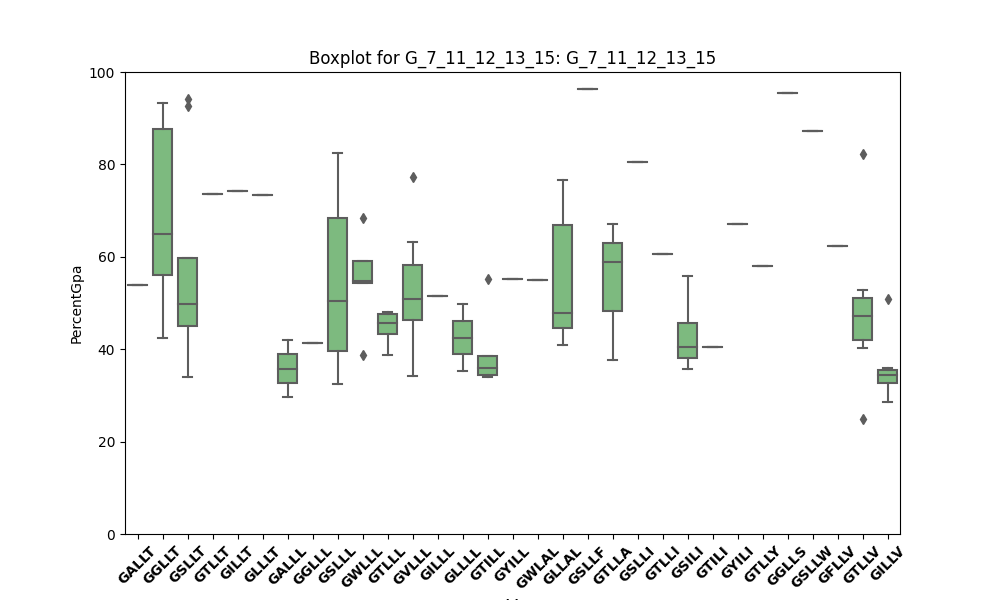 Boxplot for G_7_11_12_13_15: G_7_11_12_13_15
PercentGpa
100
80
60
40
20
0
GALLT
GGLLT
GSLLT
GTLLT
GILLT
GLLLT
GALLL
GGLLL
GSLLL
GWLLL
GTLLL
GVLLL
GILLL
GLLLL
GTILL
GYILL
GWLAL
GLLAL
GSLLF
GTLLA
GSLLI
GTLLI
GSILI
GTILI
GYILI
GTLLY
GGLLS
GSLLW
GFLLV
GTLLV
GILLV